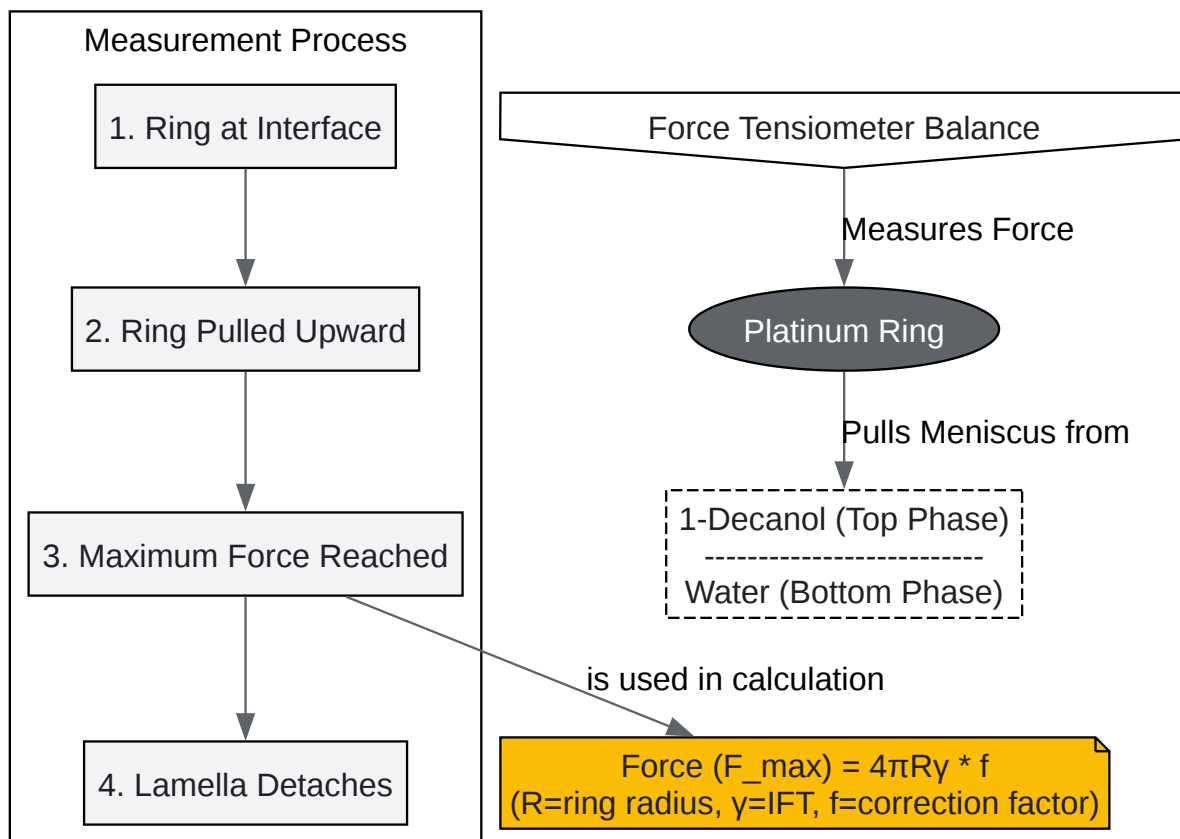 Measurement Process
1. Ring at Interface
2. Ring Pulled Upward
3. Maximum Force Reached
4. Lamella Detaches
Force Tensiometer Balance
Measures Force
Platinum Ring
Pulls Meniscus from
1-Decanol (Top Phase)
--------------------------
Water (Bottom Phase)
is used in calculation
Force (F_max) = 4πRγ * f
(R=ring radius, γ=IFT, f=correction factor)